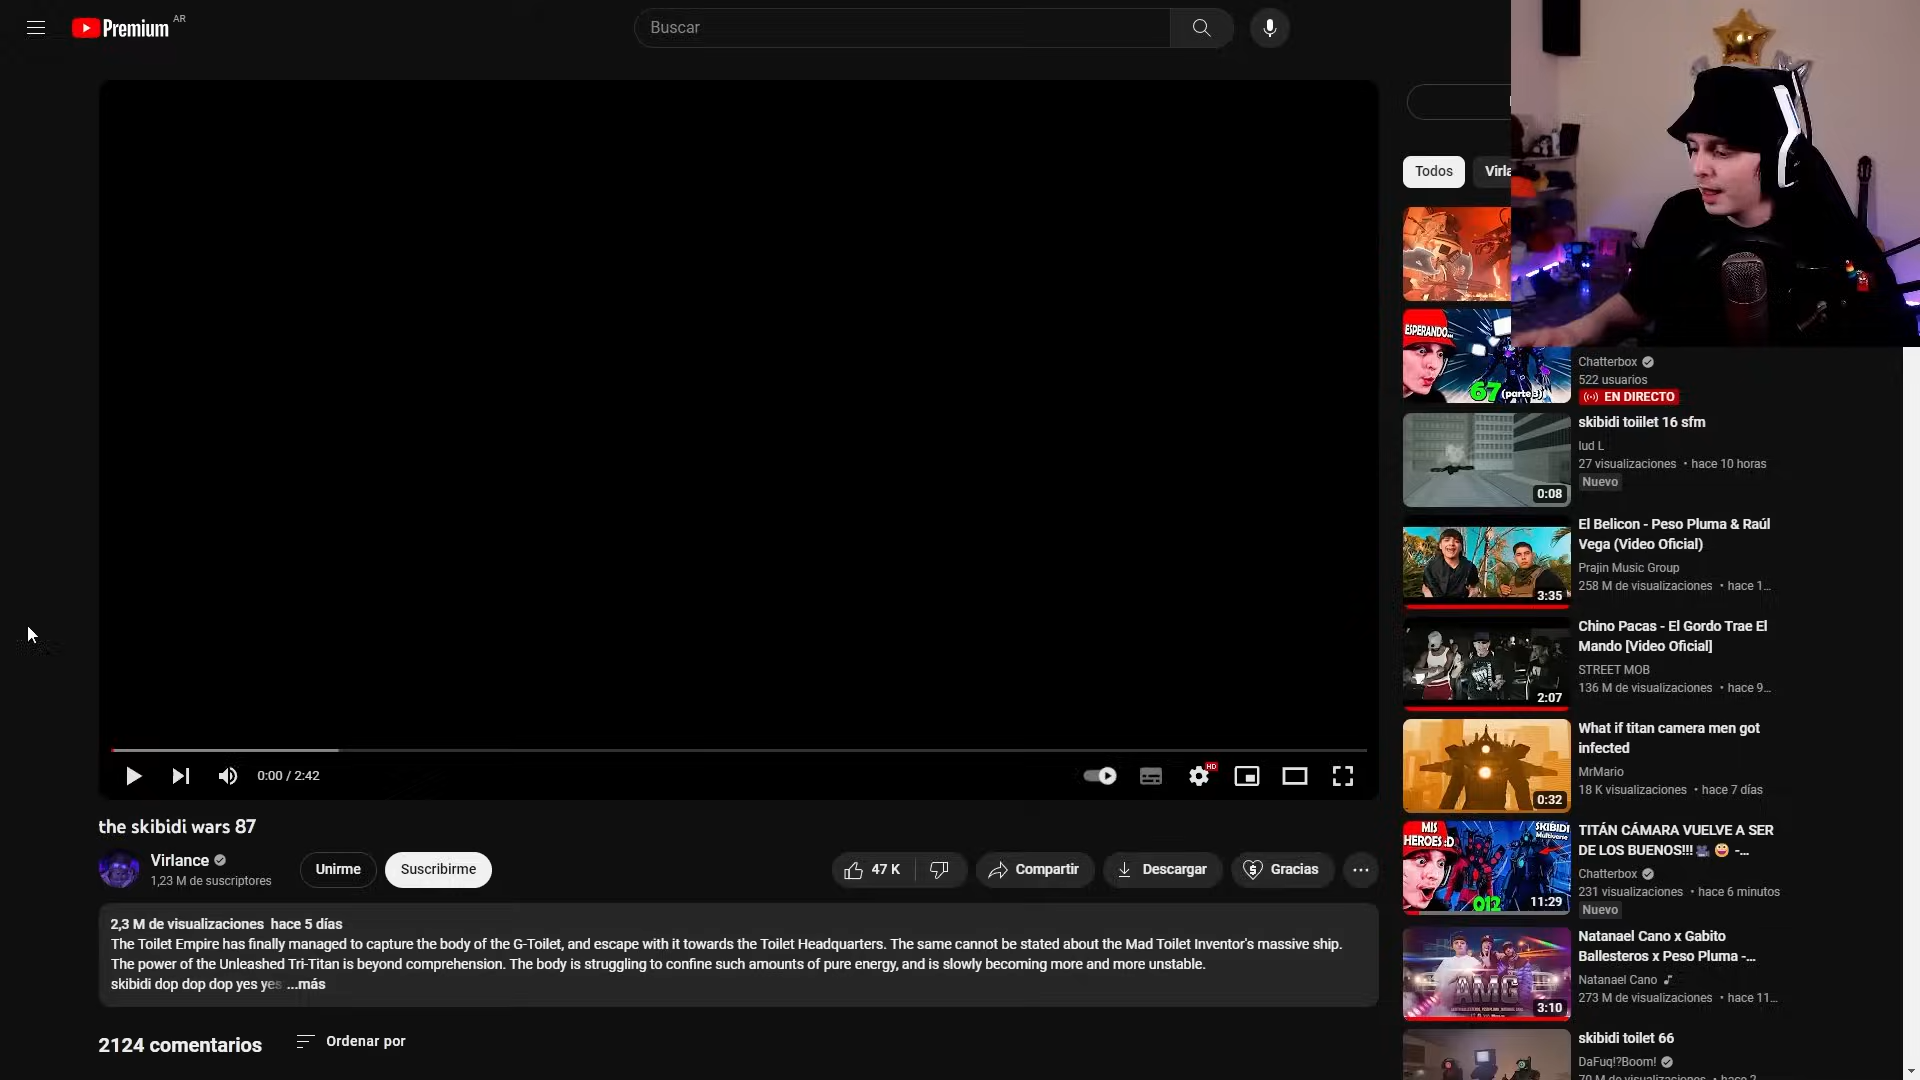 Premium AR
Buscar
Todos
Virla
ESPERANDO...
67 (parte 3)
Chatterbox
522 usuarios
EN DIRECTO
skibidi toiilet 16 sfm
lud L
27 visualizaciones • hace 10 horas
Nuevo
0:08
El Belicon - Peso Pluma & Raúl
Vega (Video Oficial)
Prajin Music Group
258 M de visualizaciones • hace 1...
3:35
Chino Pacas - El Gordo Trae El
Mando [Video Oficial]
STREET MOB
136 M de visualizaciones • hace 9...
2:07
What if titan camera men got
infected
MrMario
18 K visualizaciones • hace 7 días
0:32
MIS
HEROES :D
SKIBIDI
Multiverse
012
11:29
TITÁN CÁMARA VUELVE A SER
DE LOS BUENOS!!! 🎥 😀 -...
Chatterbox
231 visualizaciones • hace 6 minutos
Nuevo
AMG
3:10
Natanael Cano x Gabito
Ballesteros x Peso Pluma -...
Natanael Cano
273 M de visualizaciones • hace 11...
skibidi toilet 66
DaFuq!?Boom!
70 M de visualizaciones • hace 2
0:00 / 2:42
HD
the skibidi wars 87
Virlance
1,23 M de suscriptores
Unirme
Suscribirme
47 K
Compartir
Descargar
Gracias
2,3 M de visualizaciones hace 5 días
The Toilet Empire has finally managed to capture the body of the G-Toilet, and escape with it towards the Toilet Headquarters. The same cannot be stated about the Mad Toilet Inventor's massive ship.
The power of the Unleashed Tri-Titan is beyond comprehension. The body is struggling to confine such amounts of pure energy, and is slowly becoming more and more unstable.
skibidi dop dop dop yes yes ...más
2124 comentarios
Ordenar por